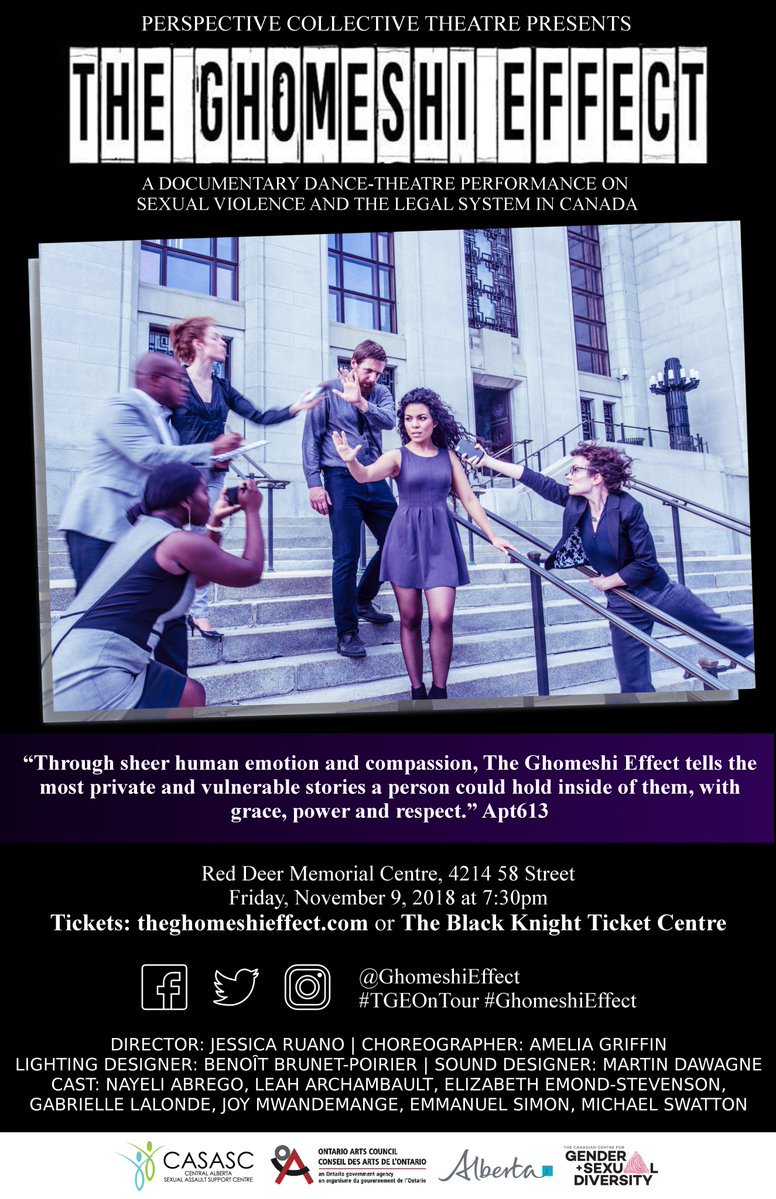 PERSPECTIVE COLLECTIVE THEATRE PRESENTS
THE GHOMESHI EFFECT
A DOCUMENTARY DANCE-THEATRE PERFORMANCE ON
SEXUAL VIOLENCE AND THE LEGAL SYSTEM IN CANADA
“Through sheer human emotion and compassion, The Ghomeshi Effect tells the
most private and vulnerable stories a person could hold inside of them, with
grace, power and respect.” Apt613
Red Deer Memorial Centre, 4214 58 Street
Friday, November 9, 2018 at 7:30pm
Tickets: theghomeshieffect.com or The Black Knight Ticket Centre
@GhomeshiEffect
#TGEOnTour #GhomeshiEffect
DIRECTOR: JESSICA RUANO | CHOREOGRAPHER: AMELIA GRIFFIN
LIGHTING DESIGNER: BENOÎT BRUNET-POIRIER | SOUND DESIGNER: MARTIN DAWAGNE
CAST: NAYELI ABREGO, LEAH ARCHAMBAULT, ELIZABETH EMOND-STEVENSON,
GABRIELLE LALONDE, JOY MWANDEMANGE, EMMANUEL SIMON, MICHAEL SWATTON
CASASC
CENTRAL ALBERTA
SEXUAL ASSAULT SUPPORT CENTRE
ONTARIO ARTS COUNCIL
CONSEIL DES ARTS DE L'ONTARIO
an Ontario government agency
un organisme du gouvernement de l'Ontario
Alberta
THE CANADIAN CENTRE FOR
GENDER
+SEXUAL
DIVERSITY